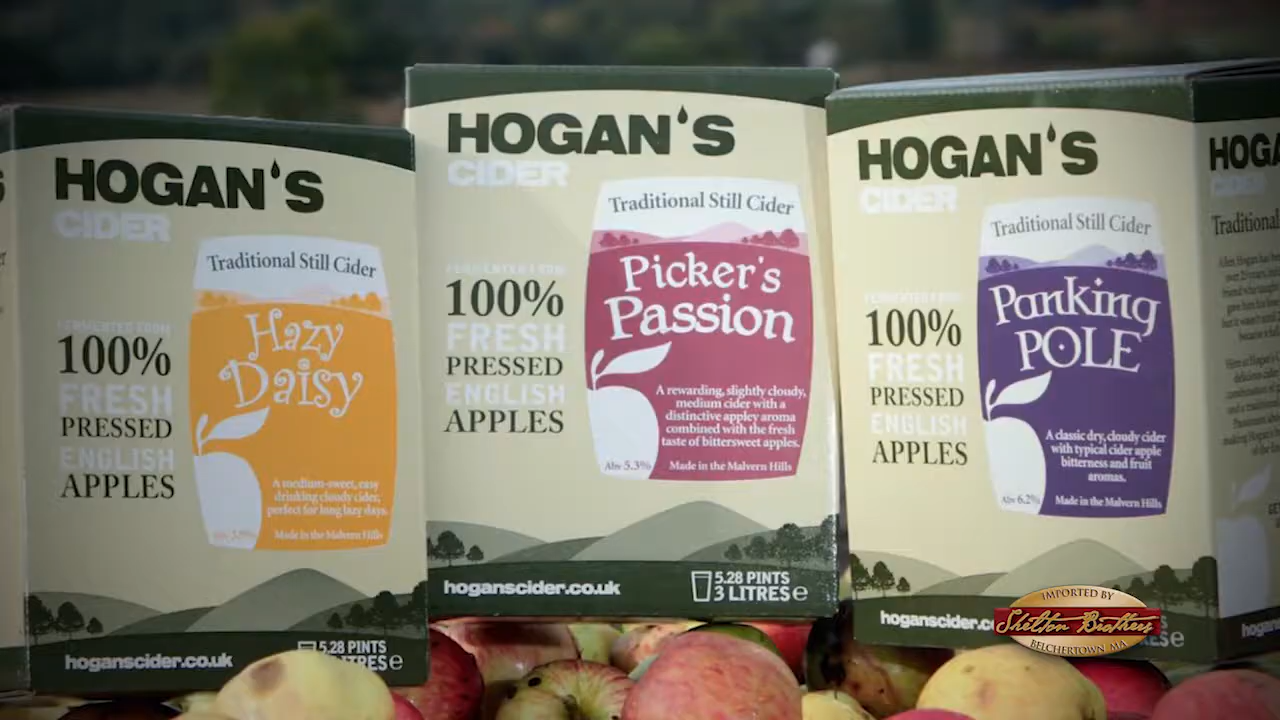 HOGAN'S
CIDER
Traditional Still Cider
Hazy
Daisy
FERMENTED FROM
100%
FRESH
PRESSED
ENGLISH
APPLES
A medium-sweet, easy
drinking cloudy cider,
perfect for long lazy days.
Made in the Malvern Hills
hoganscider.co.uk
5.28 PINTS
LITRES e
HOGAN'S
CIDER
Traditional Still Cider
Picker's
Passion
FERMENTED FROM
100%
FRESH
PRESSED
ENGLISH
APPLES
A rewarding, slightly cloudy,
medium cider with a
distinctive appley aroma
combined with the fresh
taste of bittersweet apples.
Abv 5.3%
Made in the Malvern Hills
hoganscider.co.uk
5.28 PINTS
3 LITRES e
HOGAN'S
CIDER
Traditional Still Cider
Panking
POLE
FERMENTED FROM
100%
FRESH
PRESSED
ENGLISH
APPLES
A classic dry, cloudy cider
with typical cider apple
bitterness and fruit
aromas.
Abv 6.2%
Made in the Malvern Hills
hoganscider.c
HOGA
Traditional
IMPORTED BY
Shelton Brothers
BELCHERTOWN, MA